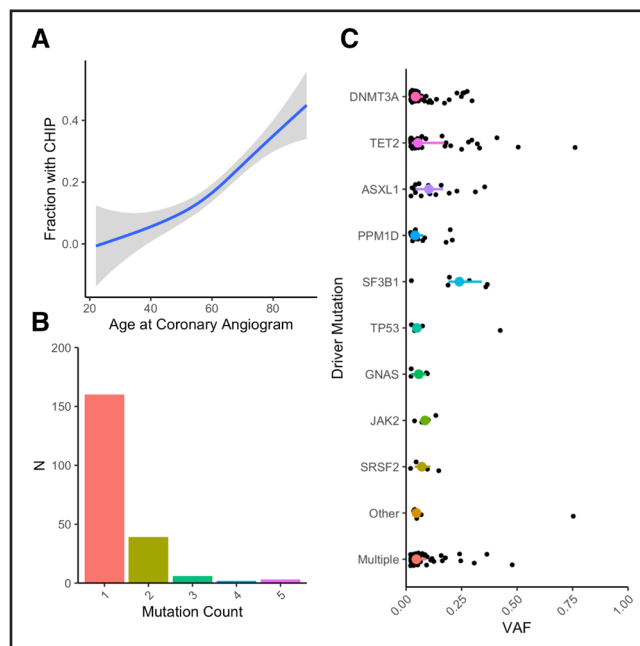 A
Fraction with CHIP
0.4
0.2
0.0
20
40
60
80
Age at Coronary Angiogram
B
N
200
150
100
50
0
1
2
3
4
5
Mutation Count
C
Driver Mutation
DNMT3A
TET2
ASXL1
PPM1D
SF3B1
TP53
GNAS
JAK2
SRSF2
Other
Multiple
0.00
0.25
0.50
0.75
1.00
VAF